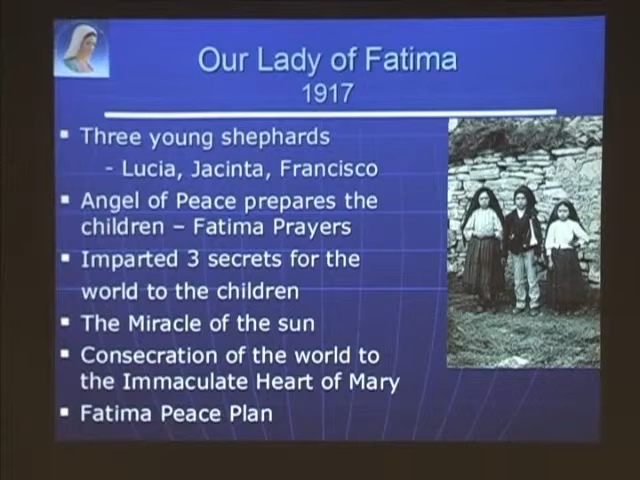 Our Lady of Fatima
1917
Three young shephards
- Lucia, Jacinta, Francisco
Angel of Peace prepares the
children – Fatima Prayers
Imparted 3 secrets for the
world to the children
The Miracle of the sun
Consecration of the world to
the Immaculate Heart of Mary
Fatima Peace Plan